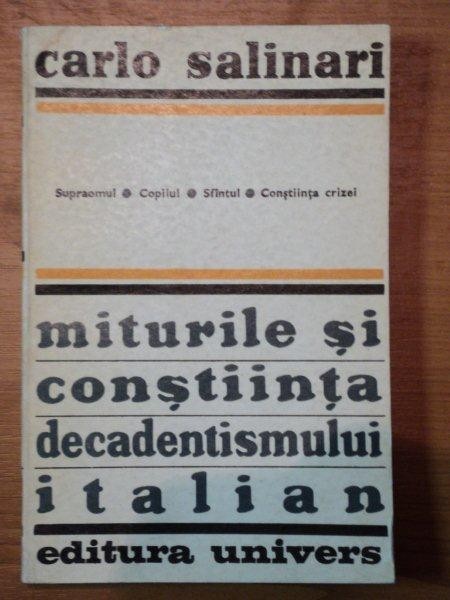 carlo salinari
Supraomul ● Copilul ● Sfîntul ● Conștiința crizei
miturile și
conștiința
decadentismului
italian
editura univers